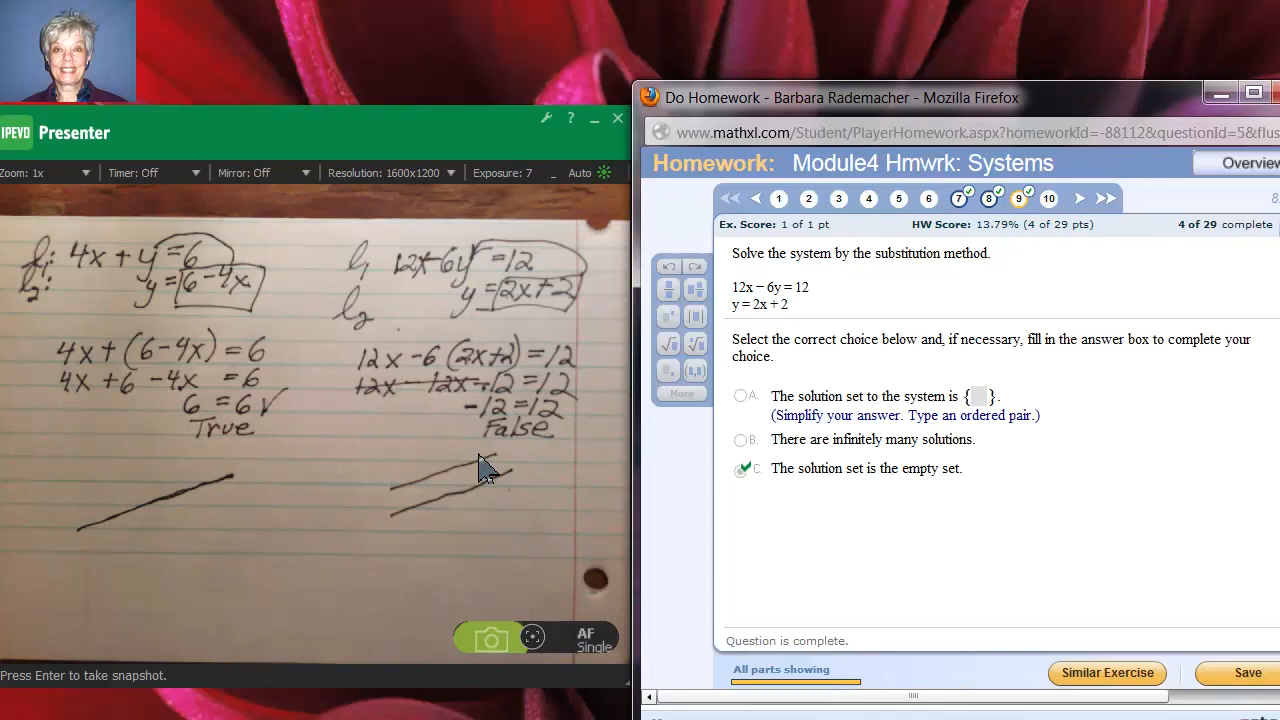 IPEVO Presenter
Zoom: 1x Timer: Off Mirror: Off Resolution: 1600x1200 Exposure: 7 Auto
l₁: 4x + y = 6
l₂: y = 6 - 4x
4x + (6 - 4x) = 6
4x + 6 - 4x = 6
6 = 6 ✓
True
l₁ 12x - 6y = 12
l₂ y = 2x + 2
12x - 6 (2x + 2) = 12
12x - 12x - 12 = 12
-12 = 12
False
AF
Single
Press Enter to take snapshot.
Do Homework - Barbara Rademacher - Mozilla Firefox
www.mathxl.com/Student/PlayerHomework.aspx?homeworkId=-88112&questionId=5&flus
Homework: Module4 Hmwrk: Systems Overview
1 2 3 4 5 6 7 8 9 10
Ex. Score: 1 of 1 pt HW Score: 13.79% (4 of 29 pts) 4 of 29 complete
Solve the system by the substitution method.
12x − 6y = 12
y = 2x + 2
Select the correct choice below and, if necessary, fill in the answer box to complete your
choice.
A. The solution set to the system is { }.
(Simplify your answer. Type an ordered pair.)
B. There are infinitely many solutions.
C. The solution set is the empty set.
More
Question is complete.
All parts showing
Similar Exercise
Save